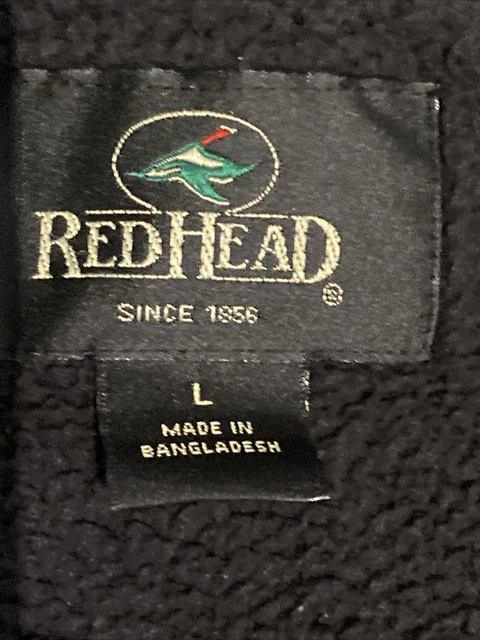 REDHEAD
®
SINCE 1856
L
MADE IN
BANGLADESH